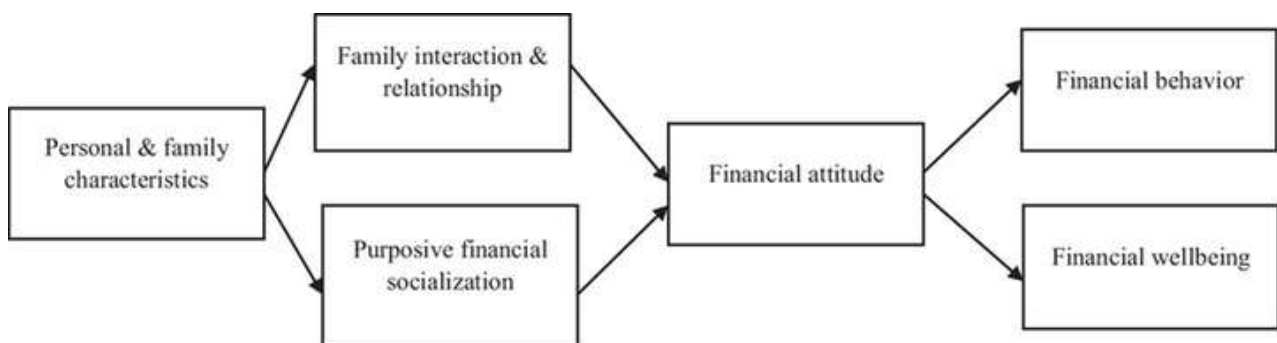 Personal & family
characteristics
Family interaction &
relationship
Purposive financial
socialization
Financial attitude
Financial behavior
Financial wellbeing